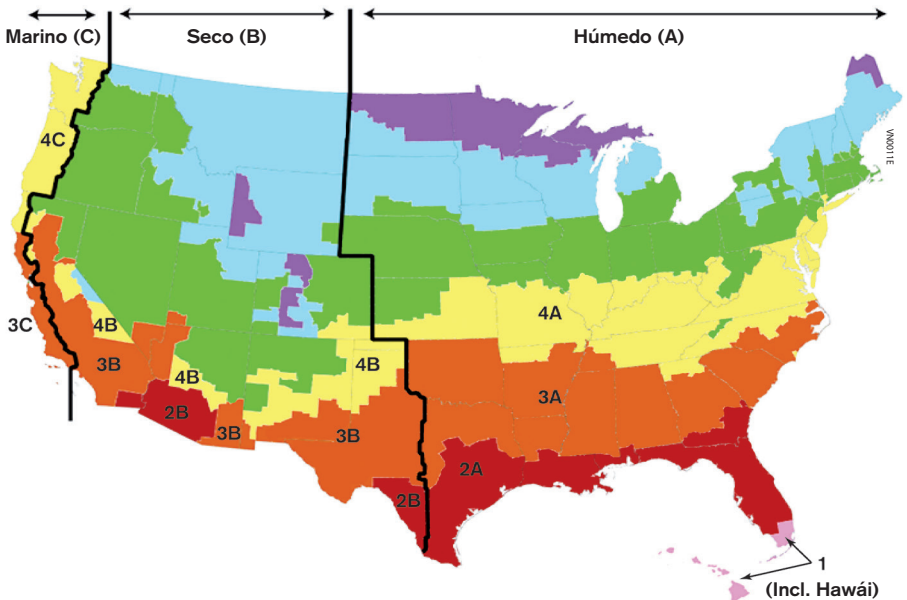 Marino (C)
Seco (B)
Húmedo (A)
VN0011E
4C
3C
4B
4A
3B
4B
4B
3A
2B
3B
3B
2A
2B
1
(Incl. Hawái)